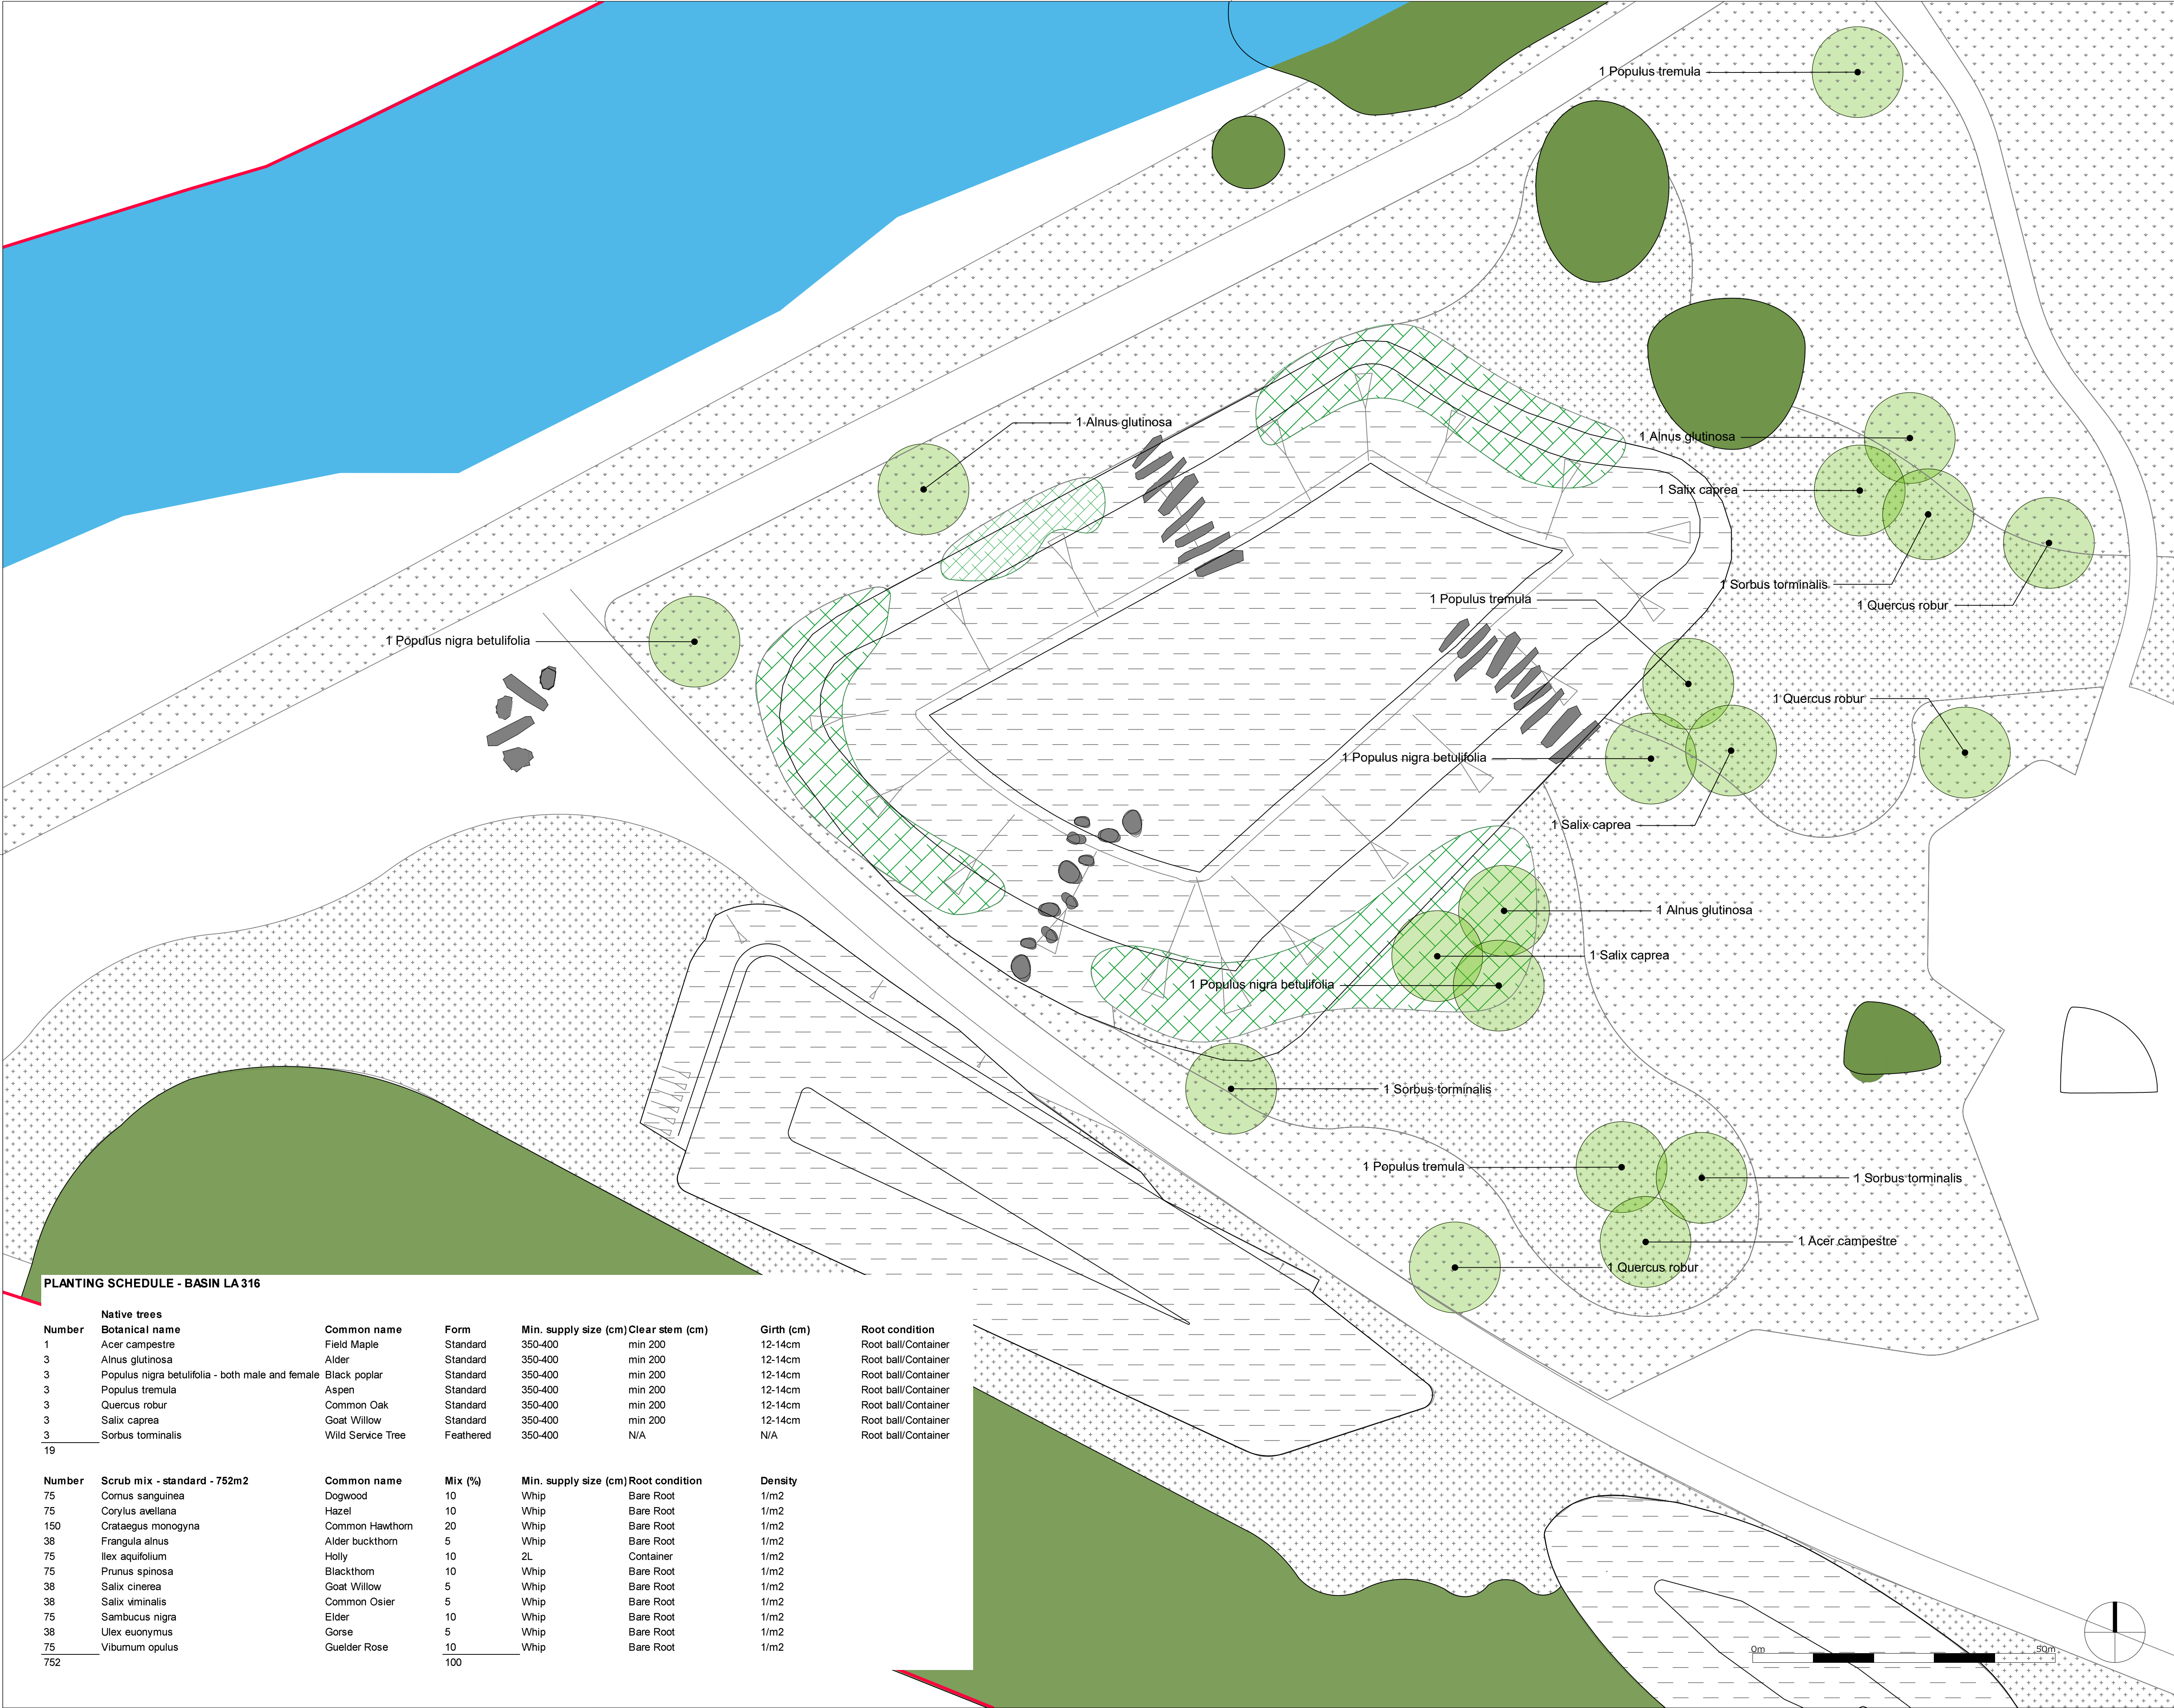 1 Populus tremula
1 Alnus glutinosa
1 Alnus glutinosa
1 Salix caprea
1 Sorbus torminalis
1 Populus tremula
1 Quercus robur
1 Populus nigra betulifolia
1 Quercus robur
1 Populus nigra betulifolia
1 Salix caprea
1 Alnus glutinosa
1 Salix caprea
1 Populus nigra betulifolia
1 Sorbus torminalis
1 Populus tremula
1 Sorbus torminalis
1 Acer campestre
1 Quercus robur
PLANTING SCHEDULE - BASIN LA 316
Native trees
Number Botanical name Common name Form Min. supply size (cm) Clear stem (cm) Girth (cm) Root condition
1 Acer campestre Field Maple Standard 350-400 min 200 12-14cm Root ball/Container
3 Alnus glutinosa Alder Standard 350-400 min 200 12-14cm Root ball/Container
3 Populus nigra betulifolia - both male and female Black poplar Standard 350-400 min 200 12-14cm Root ball/Container
3 Populus tremula Aspen Standard 350-400 min 200 12-14cm Root ball/Container
3 Quercus robur Common Oak Standard 350-400 min 200 12-14cm Root ball/Container
3 Salix caprea Goat Willow Standard 350-400 min 200 12-14cm Root ball/Container
3 Sorbus torminalis Wild Service Tree Feathered 350-400 N/A N/A Root ball/Container
19
Number Scrub mix - standard - 752m2 Common name Mix (%) Min. supply size (cm) Root condition Density
75 Cornus sanguinea Dogwood 10 Whip Bare Root 1/m2
75 Corylus avellana Hazel 10 Whip Bare Root 1/m2
150 Crataegus monogyna Common Hawthorn 20 Whip Bare Root 1/m2
38 Frangula alnus Alder buckthorn 5 Whip Bare Root 1/m2
75 Ilex aquifolium Holly 10 2L Container 1/m2
75 Prunus spinosa Blackthorn 10 Whip Bare Root 1/m2
38 Salix cinerea Goat Willow 5 Whip Bare Root 1/m2
38 Salix viminalis Common Osier 5 Whip Bare Root 1/m2
75 Sambucus nigra Elder 10 Whip Bare Root 1/m2
38 Ulex euonymus Gorse 5 Whip Bare Root 1/m2
75 Viburnum opulus Guelder Rose 10 Whip Bare Root 1/m2
752 100
0m 50m